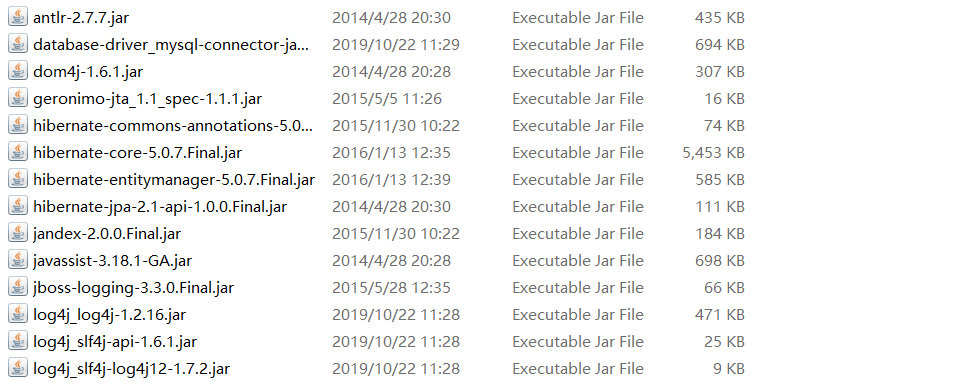 antlr-2.7.7.jar 2014/4/28 20:30 Executable Jar File 435 KB
database-driver_mysql-connector-ja... 2019/10/22 11:29 Executable Jar File 694 KB
dom4j-1.6.1.jar 2014/4/28 20:28 Executable Jar File 307 KB
geronimo-jta_1.1_spec-1.1.1.jar 2015/5/5 11:26 Executable Jar File 16 KB
hibernate-commons-annotations-5.0... 2015/11/30 10:22 Executable Jar File 74 KB
hibernate-core-5.0.7.Final.jar 2016/1/13 12:35 Executable Jar File 5,453 KB
hibernate-entitymanager-5.0.7.Final.jar 2016/1/13 12:39 Executable Jar File 585 KB
hibernate-jpa-2.1-api-1.0.0.Final.jar 2014/4/28 20:30 Executable Jar File 111 KB
jandex-2.0.0.Final.jar 2015/11/30 10:22 Executable Jar File 184 KB
javassist-3.18.1-GA.jar 2014/4/28 20:28 Executable Jar File 698 KB
jboss-logging-3.3.0.Final.jar 2015/5/28 12:35 Executable Jar File 66 KB
log4j_log4j-1.2.16.jar 2019/10/22 11:28 Executable Jar File 471 KB
log4j_slf4j-api-1.6.1.jar 2019/10/22 11:28 Executable Jar File 25 KB
log4j_slf4j-log4j12-1.7.2.jar 2019/10/22 11:28 Executable Jar File 9 KB